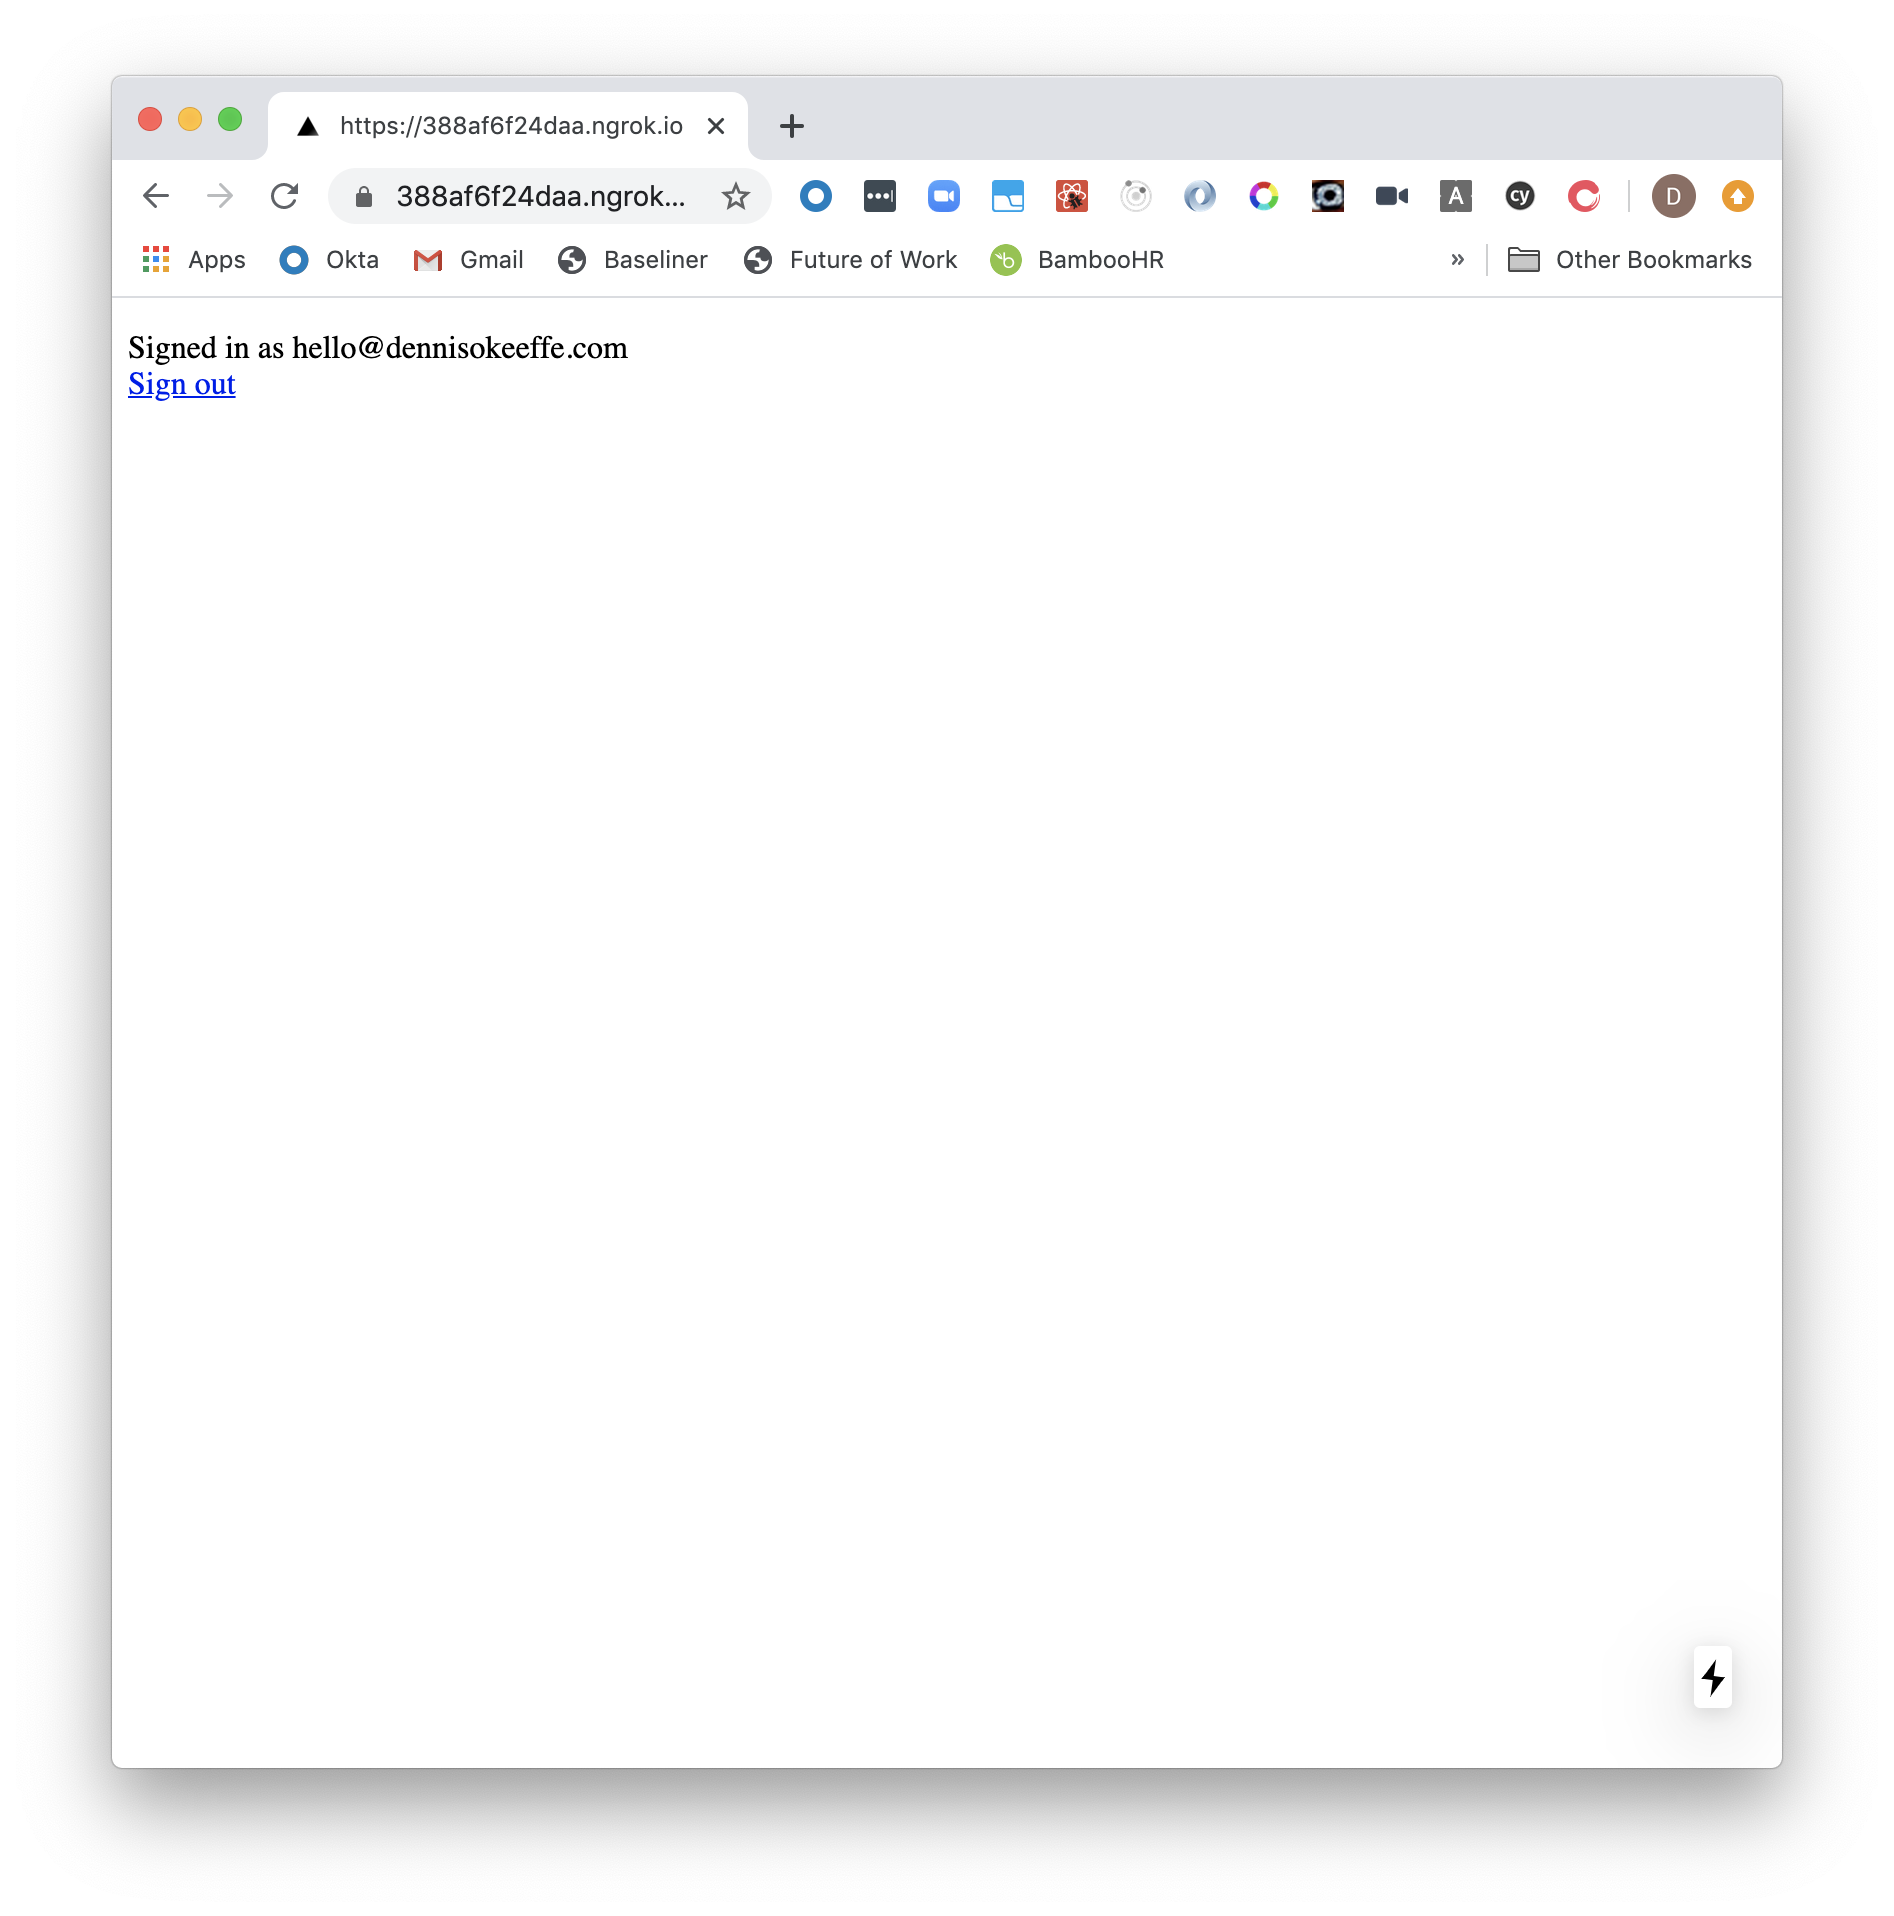 https://388af6f24daa.ngrok.io
388af6f24daa.ngrok...
A
cy
D
Apps
Okta
Gmail
Baseliner
Future of Work
BambooHR
»
Other Bookmarks
Signed in as hello@dennisokeeffe.com
Sign out